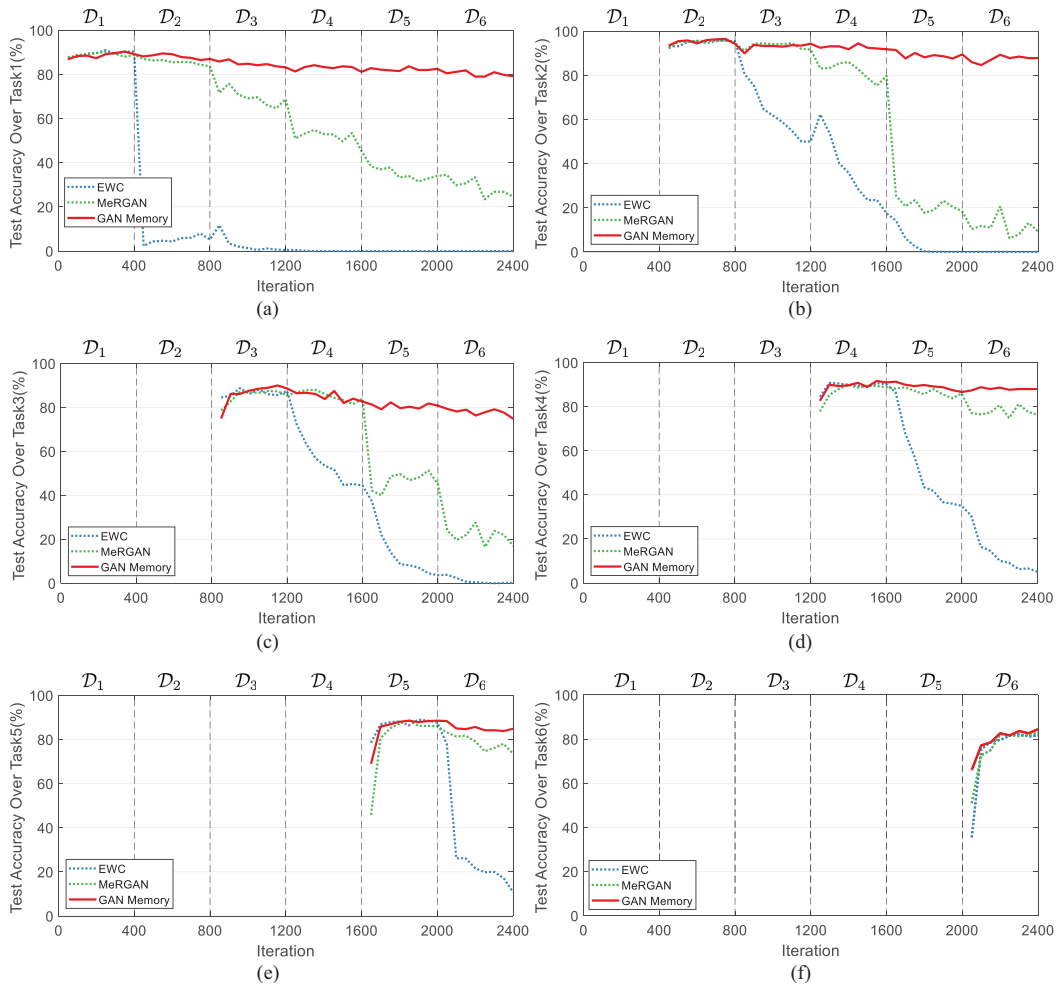 D1 D2 D3 D4 D5 D6
Test Accuracy Over Task1(%)
100
80
60
40
20
0
EWC
MeRGAN
GAN Memory
0 400 800 1200 1600 2000 2400
Iteration
(a)
D1 D2 D3 D4 D5 D6
Test Accuracy Over Task2(%)
100
80
60
40
20
0
EWC
MeRGAN
GAN Memory
0 400 800 1200 1600 2000 2400
Iteration
(b)
D1 D2 D3 D4 D5 D6
Test Accuracy Over Task3(%)
100
80
60
40
20
0
EWC
MeRGAN
GAN Memory
0 400 800 1200 1600 2000 2400
Iteration
(c)
D1 D2 D3 D4 D5 D6
Test Accuracy Over Task4(%)
100
80
60
40
20
0
EWC
MeRGAN
GAN Memory
0 400 800 1200 1600 2000 2400
Iteration
(d)
D1 D2 D3 D4 D5 D6
Test Accuracy Over Task5(%)
100
80
60
40
20
0
EWC
MeRGAN
GAN Memory
0 400 800 1200 1600 2000 2400
Iteration
(e)
D1 D2 D3 D4 D5 D6
Test Accuracy Over Task6(%)
100
80
60
40
20
0
EWC
MeRGAN
GAN Memory
0 400 800 1200 1600 2000 2400
Iteration
(f)